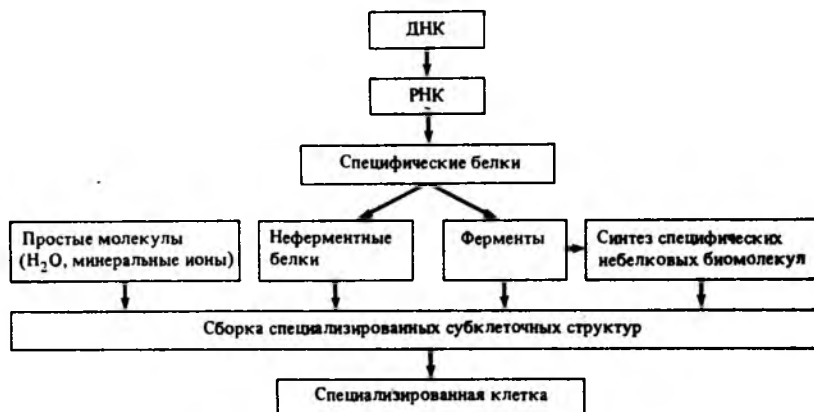 ДНК
РНК
Специфические белки
Простые молекулы
(H₂O, минеральные ионы)
Неферментные
белки
Ферменты
Синтез специфических
небелковых биомолекул
Сборка специализированных субклеточных структур
Специализированная клетка